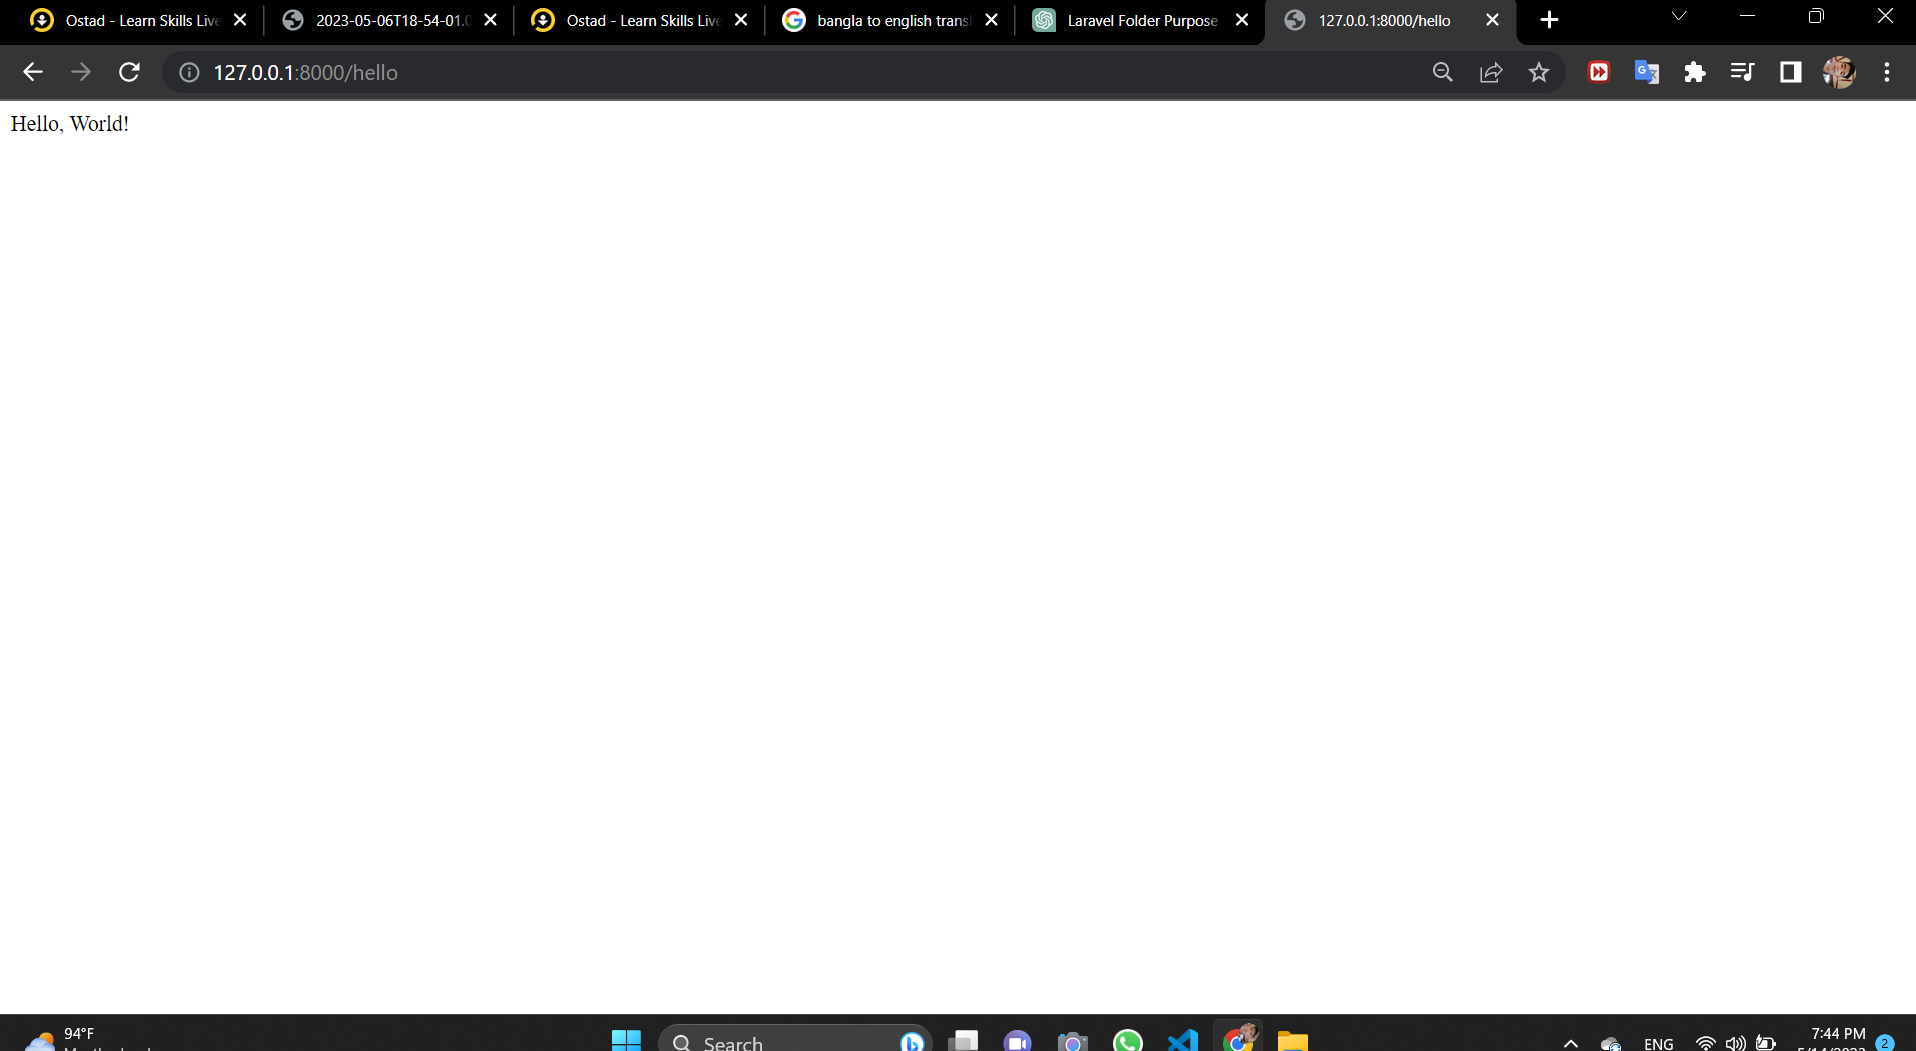 Ostad - Learn Skills Live
2023-05-06T18-54-01.0
Ostad - Learn Skills Live
bangla to english trans
Laravel Folder Purpose
127.0.0.1:8000/hello
127.0.0.1:8000/hello
Hello, World!
94°F
Search
ENG
7:44 PM
2